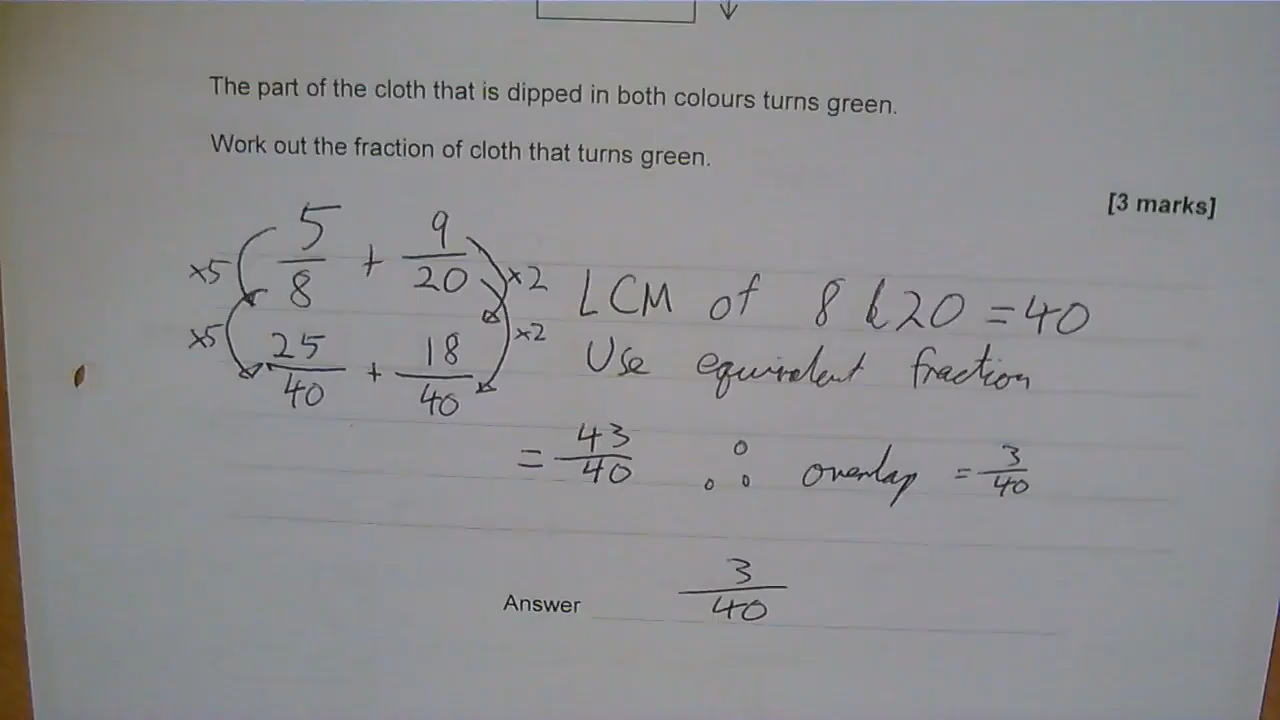 The part of the cloth that is dipped in both colours turns green.
Work out the fraction of cloth that turns green.
[3 marks]
×5 5/8 + 9/20 ×2 LCM of 8 & 20 = 40
×5 25/40 + 18/40 ×2 Use equivalent fraction
= 43/40 ∴ overlap = 3/40
Answer 3/40